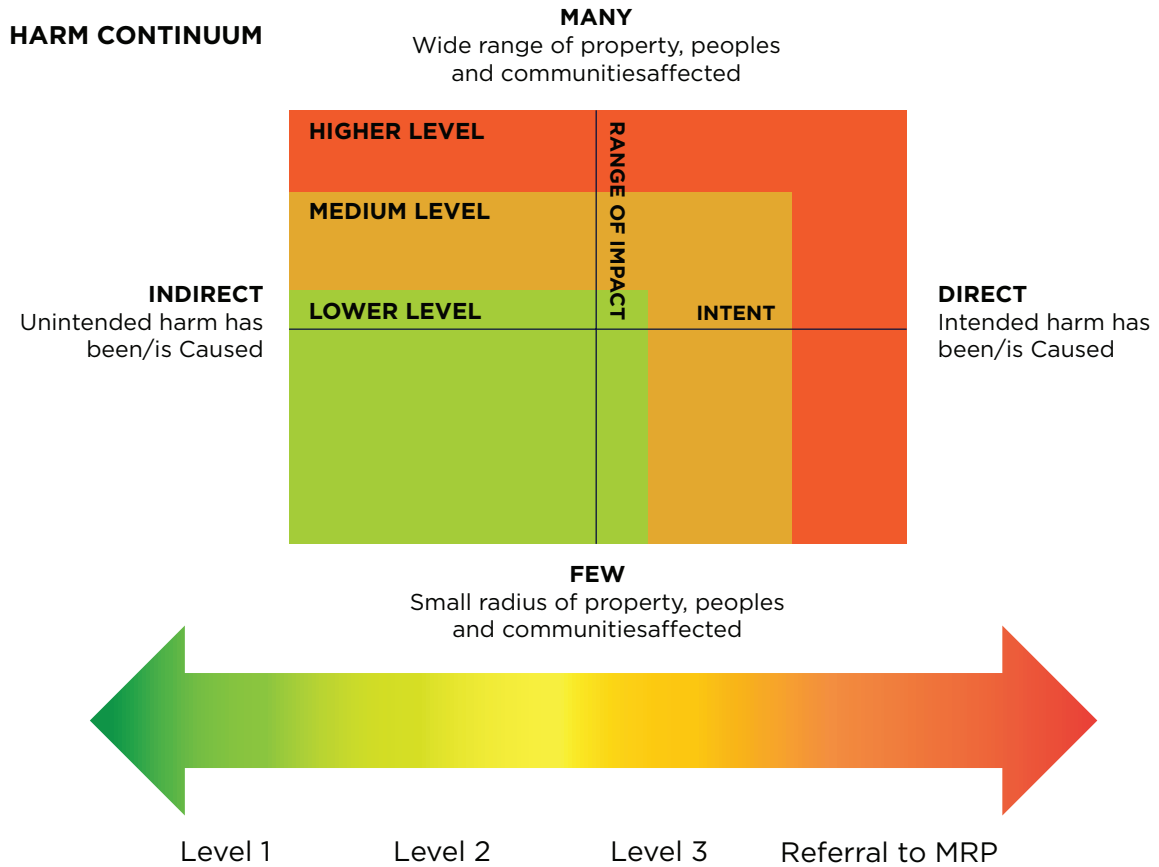 HARM CONTINUUM
MANY
Wide range of property, peoples
and communitiesaffected
HIGHER LEVEL
RANGE OF IMPACT
MEDIUM LEVEL
LOWER LEVEL
INTENT
INDIRECT
Unintended harm has
been/is Caused
DIRECT
Intended harm has
been/is Caused
FEW
Small radius of property, peoples
and communitiesaffected
Level 1
Level 2
Level 3
Referral to MRP